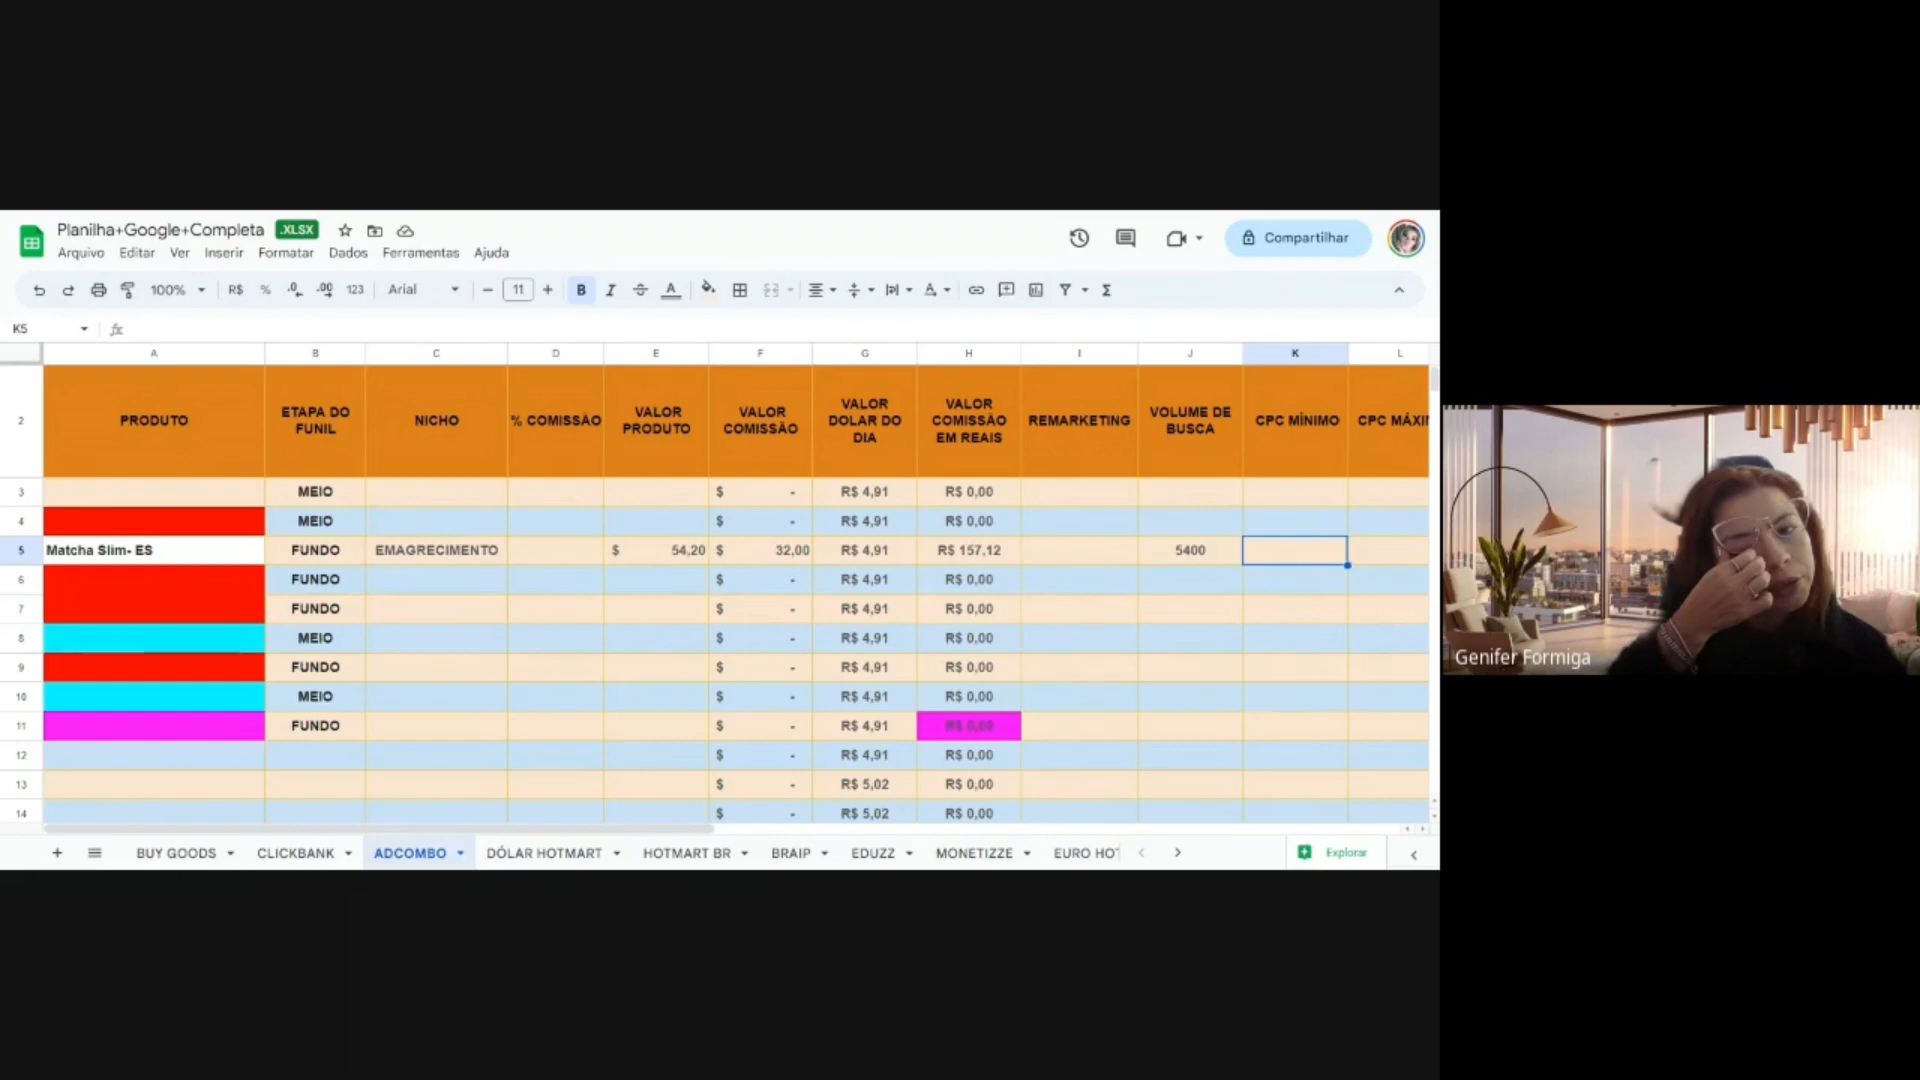 Planilha+Google+Completa .XLSX
Arquivo Editar Ver Inserir Formatar Dados Ferramentas Ajuda
Compartilhar
100% R$ % .0 .00 123 Arial − 11 + B I A Σ
K5 fx
A B C D E F G H I J K L
2 PRODUTO ETAPA DO FUNIL NICHO % COMISSÃO VALOR PRODUTO VALOR COMISSÃO VALOR DOLAR DO DIA VALOR COMISSÃO EM REAIS REMARKETING VOLUME DE BUSCA CPC MÍNIMO CPC MÁXI
3 MEIO $ - R$ 4,91 R$ 0,00
4 MEIO $ - R$ 4,91 R$ 0,00
5 Matcha Slim- ES FUNDO EMAGRECIMENTO $ 54,20 $ 32,00 R$ 4,91 R$ 157,12 5400
6 FUNDO $ - R$ 4,91 R$ 0,00
7 FUNDO $ - R$ 4,91 R$ 0,00
8 MEIO $ - R$ 4,91 R$ 0,00
9 FUNDO $ - R$ 4,91 R$ 0,00
10 MEIO $ - R$ 4,91 R$ 0,00
11 FUNDO $ - R$ 4,91 R$ 0,00
12 $ - R$ 4,91 R$ 0,00
13 $ - R$ 5,02 R$ 0,00
14 $ - R$ 5,02 R$ 0,00
+ BUY GOODS CLICKBANK ADCOMBO DÓLAR HOTMART HOTMART BR BRAIP EDUZZ MONETIZZE EURO HOT Explorar
Genifer Formiga